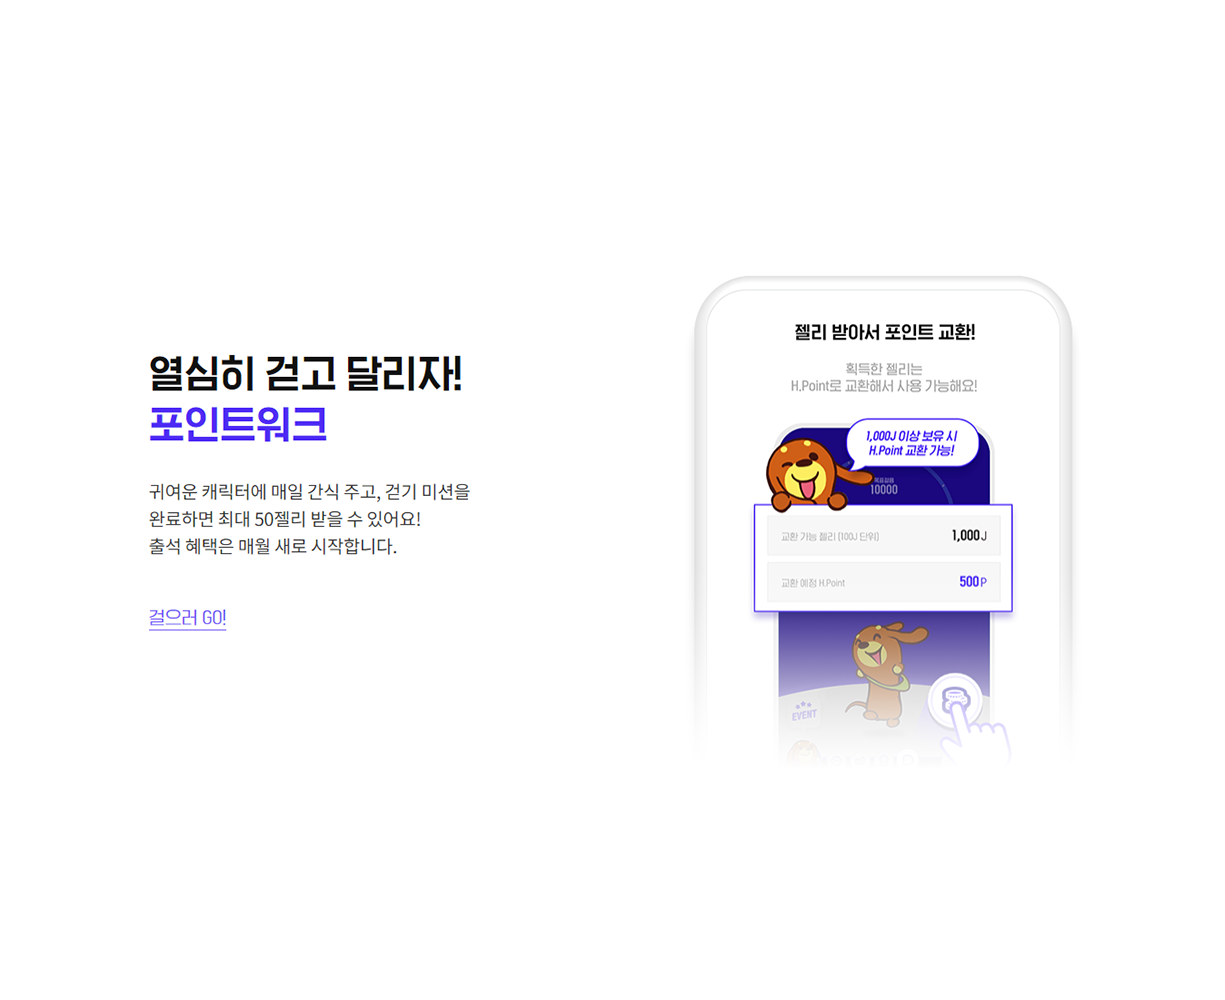 열심히 걷고 달리자!
포인트워크
귀여운 캐릭터에 매일 간식 주고, 걷기 미션을
완료하면 최대 50젤리 받을 수 있어요!
출석 혜택은 매월 새로 시작합니다.
걸으러 GO!
젤리 받아서 포인트 교환!
획득한 젤리는
H.Point로 교환해서 사용 가능해요!
1,000J 이상 보유 시
H.Point 교환 가능!
목표걸음
10000
교환 가능 젤리 (100J 단위) 1,000 J
교환 예정 H.Point 500 P
EVENT